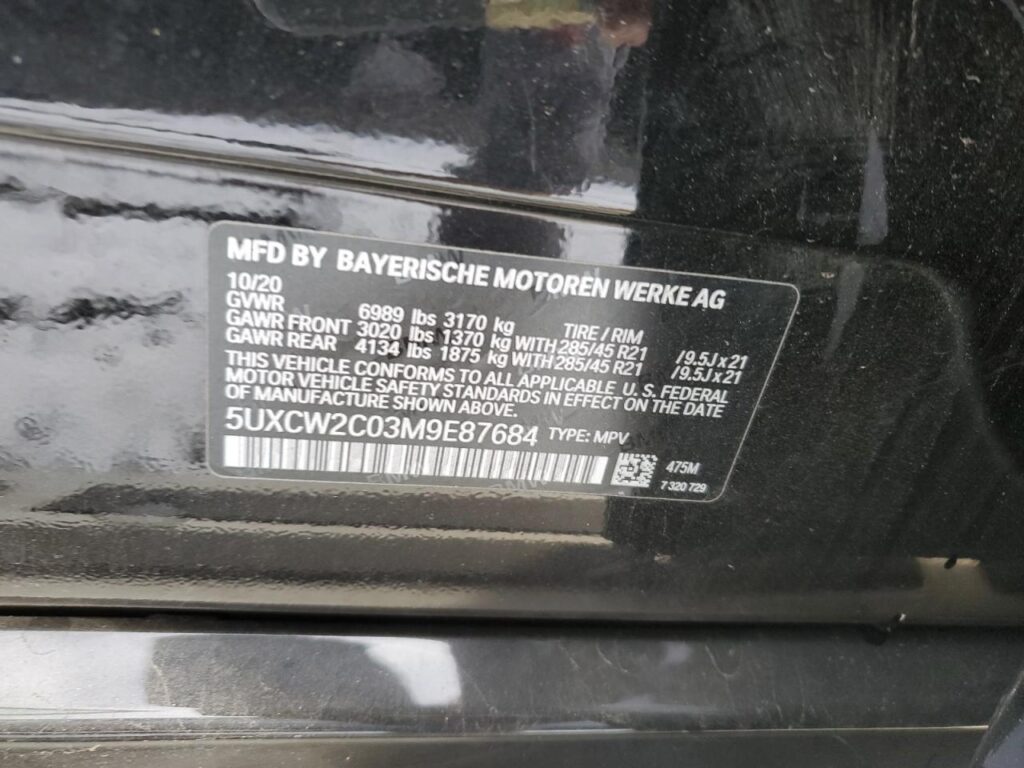 MFD BY BAYERISCHE MOTOREN WERKE AG
10/20
GVWR 6989 lbs 3170 kg TIRE / RIM
GAWR FRONT 3020 lbs 1370 kg WITH 285/45 R21 /9.5J x 21
GAWR REAR 4134 lbs 1875 kg WITH 285/45 R21 /9.5J x 21
THIS VEHICLE CONFORMS TO ALL APPLICABLE U.S. FEDERAL
MOTOR VEHICLE SAFETY STANDARDS IN EFFECT ON THE DATE
OF MANUFACTURE SHOWN ABOVE.
5UXCW2C03M9E87684 TYPE: MPV
475M
7 320 729